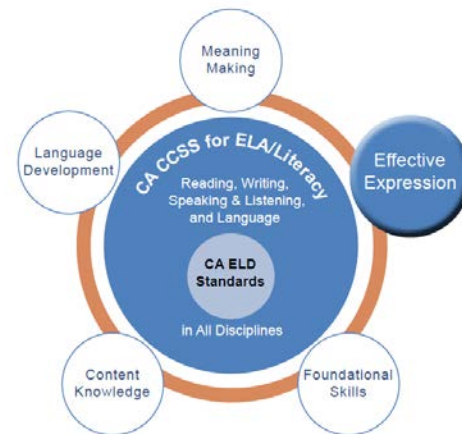 Meaning
Making
Language
Development
Effective
Expression
CA CCSS for ELA/Literacy
Reading, Writing,
Speaking & Listening,
and Language
CA ELD
Standards
in All Disciplines
Content
Knowledge
Foundational
Skills